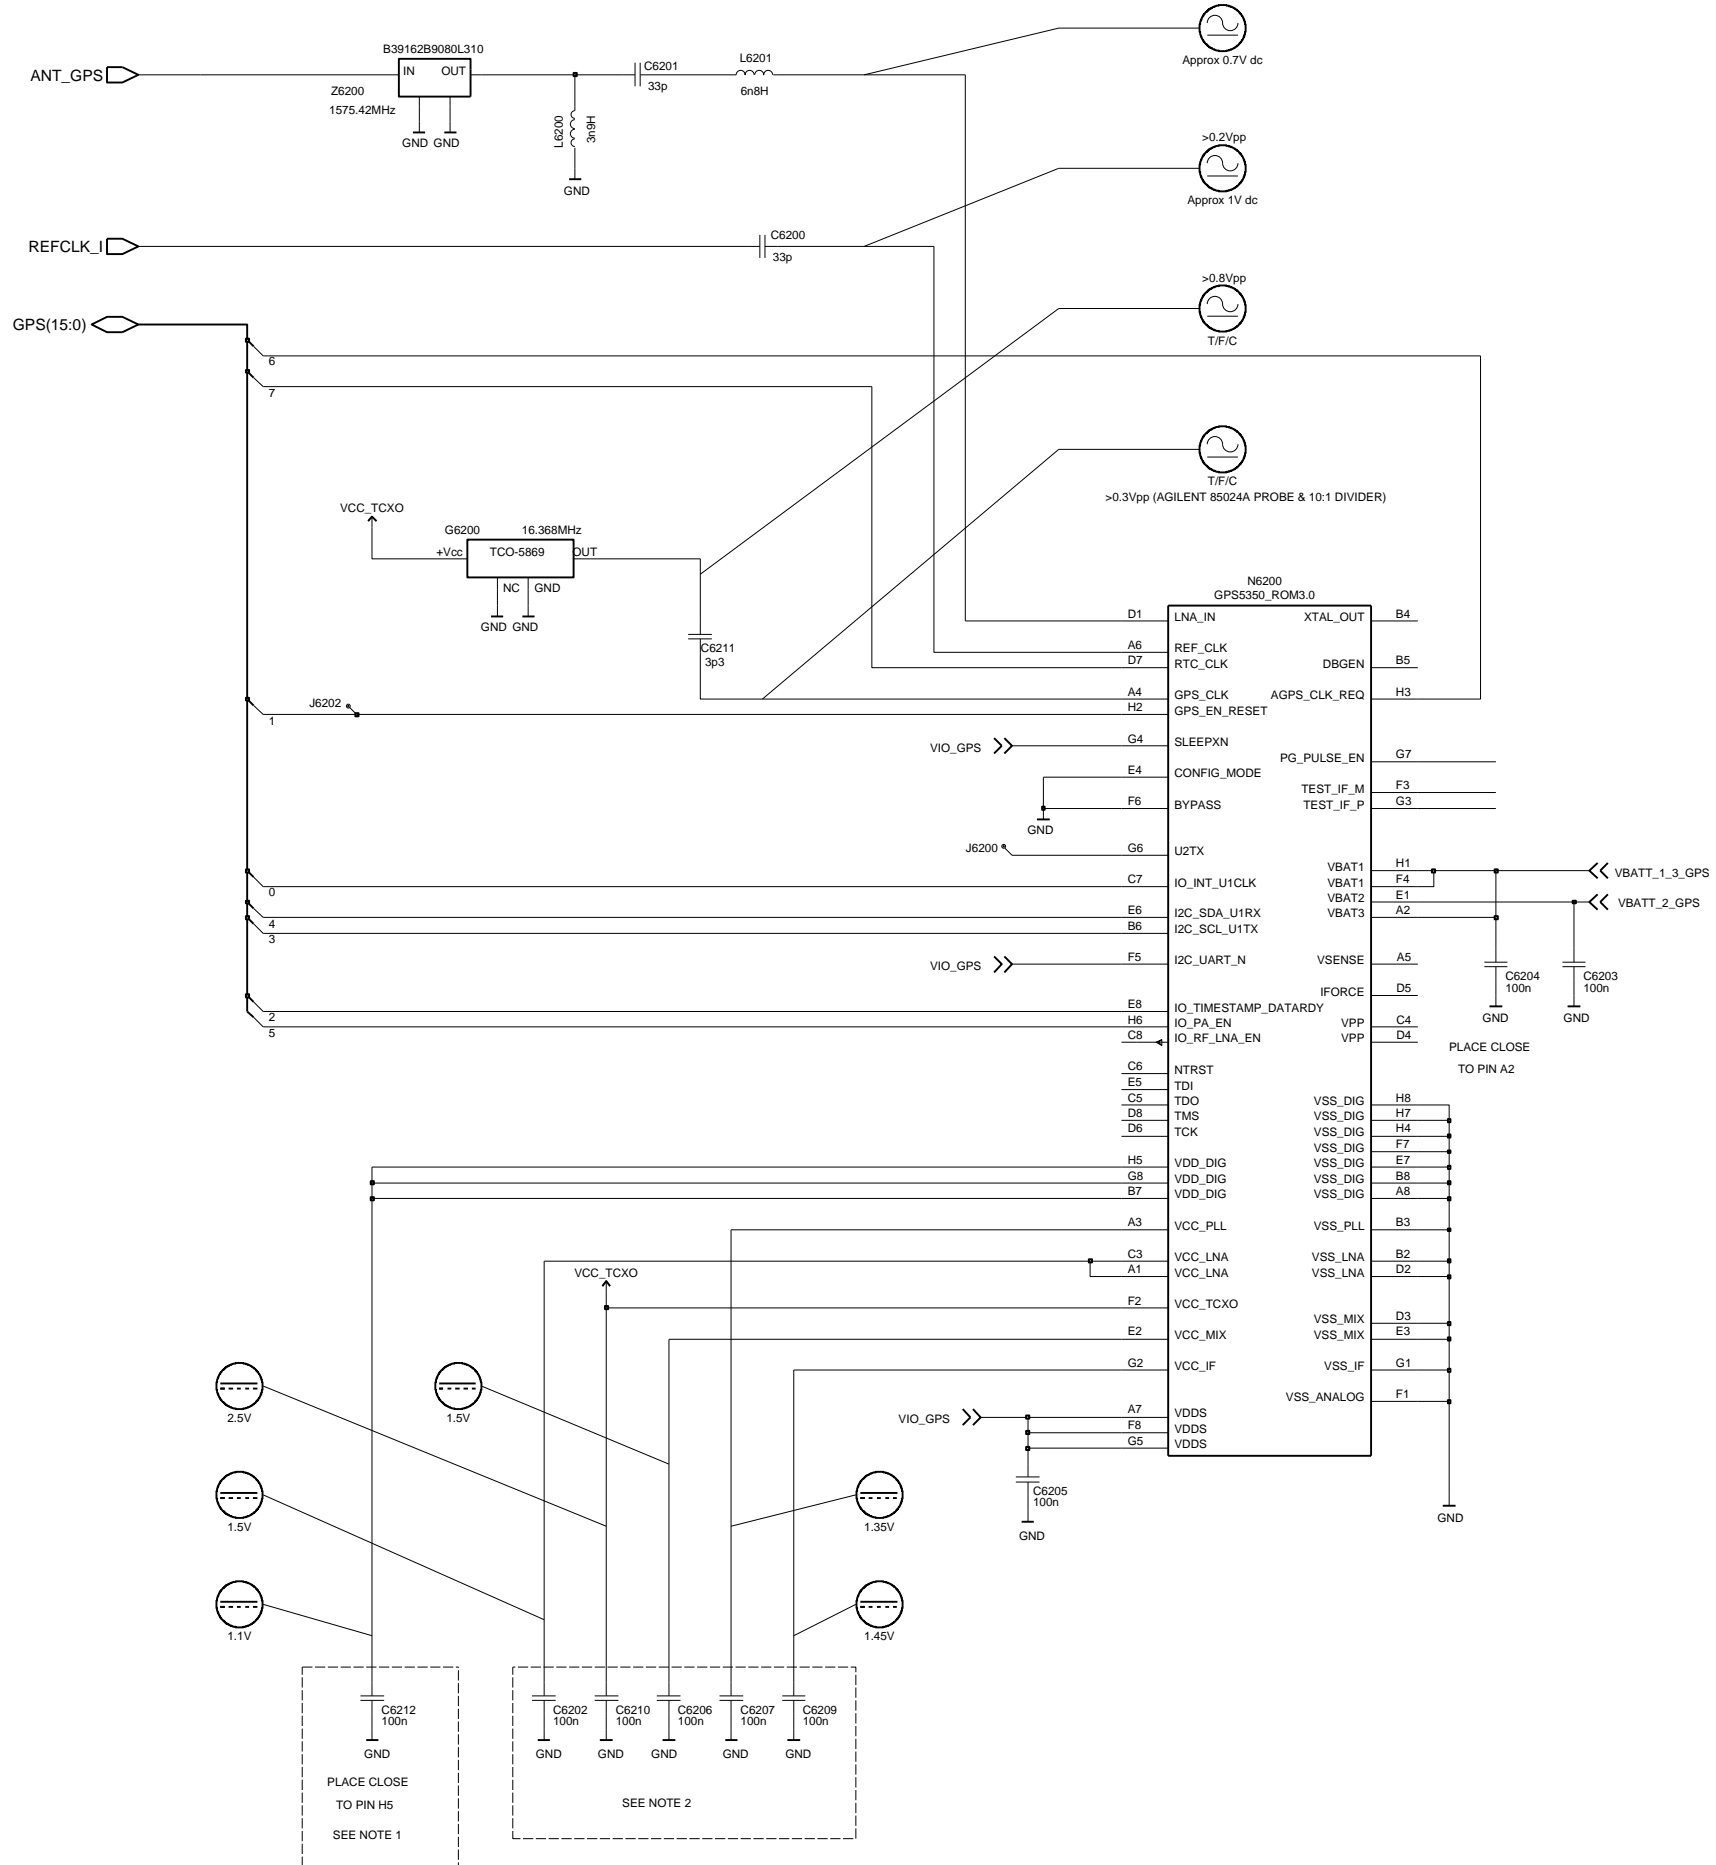 Approx 0.7V dc
B39162B9080L310
ANT_GPS
IN OUT
Z6200
1575.42MHz
GND GND
L6200
3n9H
GND
C6201
33p
L6201
6n8H
>0.2Vpp
Approx 1V dc
REFCLK_I
C6200
33p
>0.8Vpp
T/F/C
GPS(15:0)
6
7
T/F/C
>0.3Vpp (AGILENT 85024A PROBE & 10:1 DIVIDER)
VCC_TCXO
G6200 16.368MHz
+Vcc TCO-5869 OUT
NC GND
GND GND
C6211
3p3
J6202
1
0
4
3
2
5
N6200
GPS5350_ROM3.0
D1 LNA_IN XTAL_OUT B4
A6 REF_CLK
D7 RTC_CLK DBGEN B5
A4 GPS_CLK AGPS_CLK_REQ H3
H2 GPS_EN_RESET
VIO_GPS G4 SLEEPXN
PG_PULSE_EN G7
E4 CONFIG_MODE
TEST_IF_M F3
F6 BYPASS TEST_IF_P G3
GND
J6200 G6 U2TX
VBAT1 H1 VBATT_1_3_GPS
C7 IO_INT_U1CLK VBAT1 F4
VBAT2 E1 VBATT_2_GPS
E6 I2C_SDA_U1RX VBAT3 A2
B6 I2C_SCL_U1TX
VIO_GPS F5 I2C_UART_N VSENSE A5
C6204
100n
GND
C6203
100n
GND
IFORCE D5
E8 IO_TIMESTAMP_DATARDY
H6 IO_PA_EN VPP C4
C8 IO_RF_LNA_EN VPP D4
PLACE CLOSE
TO PIN A2
C6 NTRST
E5 TDI
C5 TDO VSS_DIG H8
D8 TMS VSS_DIG H7
D6 TCK VSS_DIG H4
VSS_DIG F7
H5 VDD_DIG VSS_DIG E7
G8 VDD_DIG VSS_DIG B8
B7 VDD_DIG VSS_DIG A8
A3 VCC_PLL VSS_PLL B3
C3 VCC_LNA VSS_LNA B2
A1 VCC_LNA VSS_LNA D2
VCC_TCXO
F2 VCC_TCXO
VSS_MIX D3
E2 VCC_MIX VSS_MIX E3
G2 VCC_IF VSS_IF G1
VSS_ANALOG F1
VIO_GPS A7 VDDS
F8 VDDS
G5 VDDS
C6205
100n
GND
GND
2.5V
1.5V
1.5V
1.35V
1.1V
1.45V
C6212
100n
GND
PLACE CLOSE
TO PIN H5
SEE NOTE 1
C6202
100n
GND
C6210
100n
GND
C6206
100n
GND
C6207
100n
GND
C6209
100n
GND
SEE NOTE 2